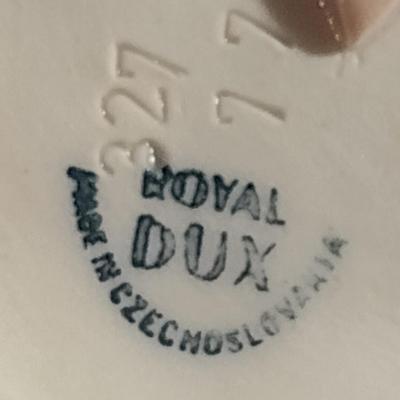 327
77
ROYAL
DUX
MADE IN CZECHOSLOVAKIA